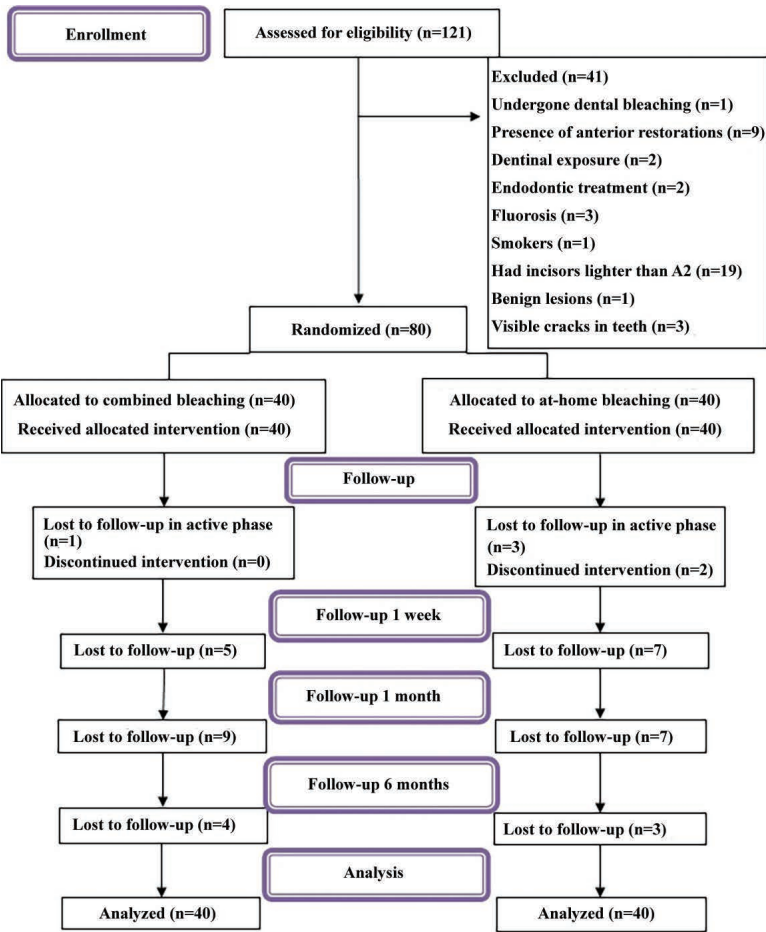 Enrollment
Assessed for eligibility (n=121)
Excluded (n=41)
Undergone dental bleaching (n=1)
Presence of anterior restorations (n=9)
Dentinal exposure (n=2)
Endodontic treatment (n=2)
Fluorosis (n=3)
Smokers (n=1)
Had incisors lighter than A2 (n=19)
Benign lesions (n=1)
Visible cracks in teeth (n=3)
Randomized (n=80)
Allocated to combined bleaching (n=40)
Received allocated intervention (n=40)
Allocated to at-home bleaching (n=40)
Received allocated intervention (n=40)
Follow-up
Lost to follow-up in active phase
(n=1)
Discontinued intervention (n=0)
Lost to follow-up in active phase
(n=3)
Discontinued intervention (n=2)
Follow-up 1 week
Lost to follow-up (n=5)
Lost to follow-up (n=7)
Follow-up 1 month
Lost to follow-up (n=9)
Lost to follow-up (n=7)
Follow-up 6 months
Lost to follow-up (n=4)
Lost to follow-up (n=3)
Analysis
Analyzed (n=40)
Analyzed (n=40)